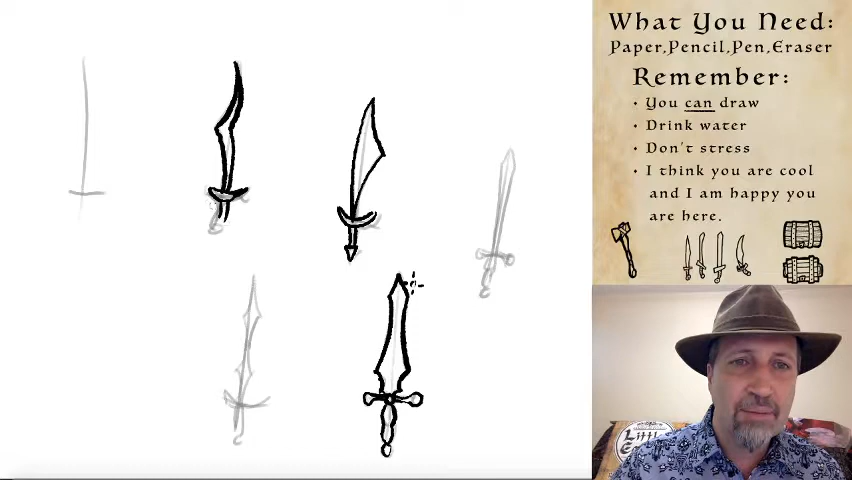 What You Need:
Paper,Pencil,Pen,Eraser
Remember:
• You can draw
• Drink water
• Don't stress
• I think you are cool
and I am happy you
are here.
Little